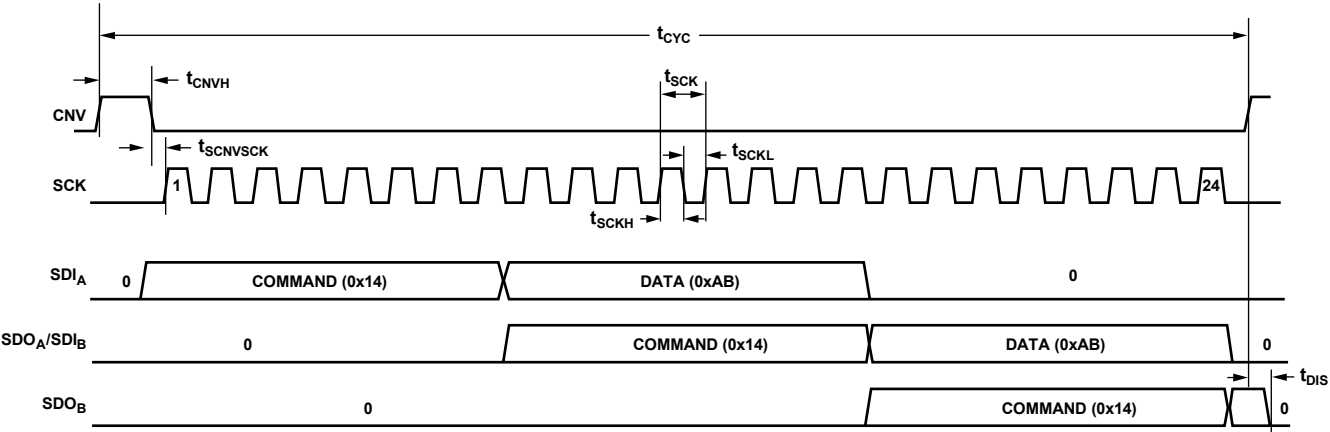 tCYC
tCNVH
tSCK
CNV
tSCNVSCK
tSCKL
SCK
1
24
tSCKH
SDIA
0
COMMAND (0x14)
DATA (0xAB)
0
SDOA/SDIB
0
COMMAND (0x14)
DATA (0xAB)
0
tDIS
SDOB
0
COMMAND (0x14)
0